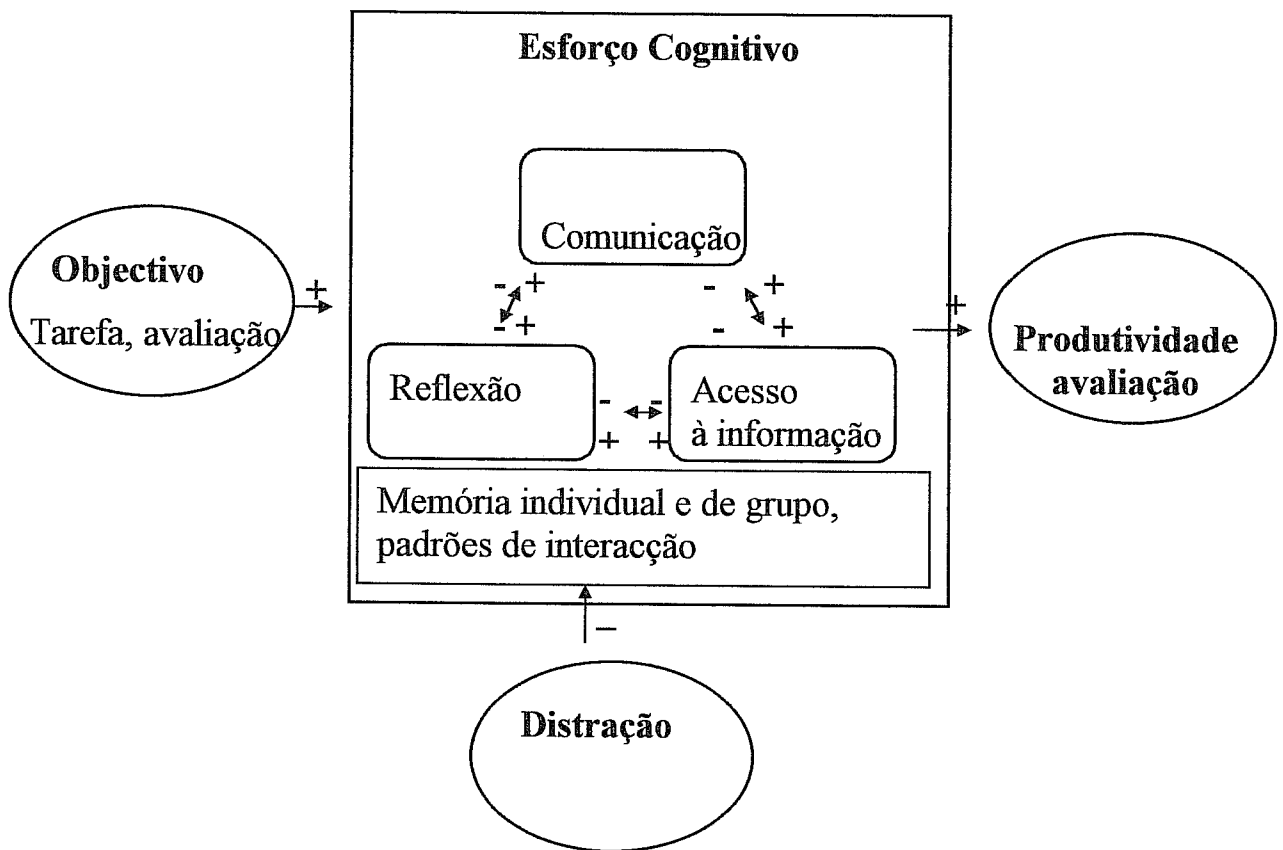 Esforço Cognitivo
Comunicação
Objectivo
Tarefa, avaliação
+
- +
- +
- +
- +
+
Produtividade
avaliação
Reflexão
- -
+ +
Acesso
à informação
Memória individual e de grupo,
padrões de interacção
–
Distração